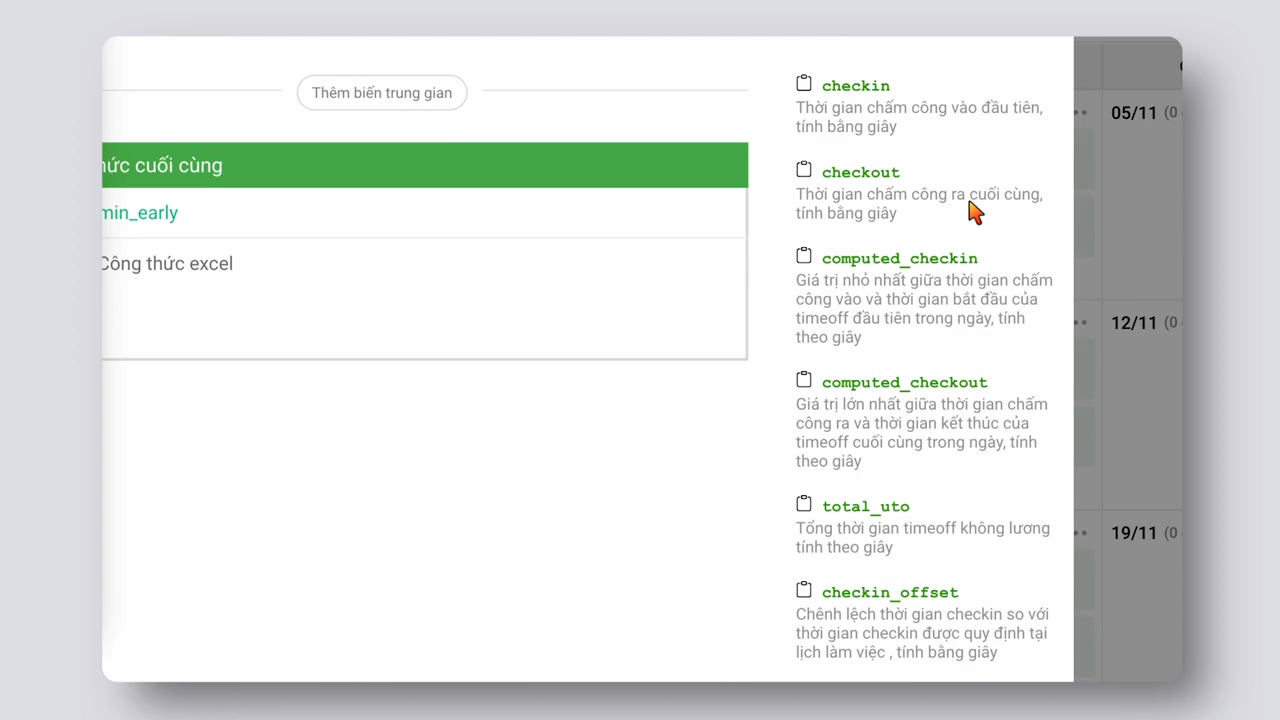 Thêm biến trung gian
ức cuối cùng
min_early
Công thức excel
checkin
Thời gian chấm công vào đầu tiên,
tính bằng giây
checkout
Thời gian chấm công ra cuối cùng,
tính bằng giây
computed_checkin
Giá trị nhỏ nhất giữa thời gian chấm
công vào và thời gian bắt đầu của
timeoff đầu tiên trong ngày, tính
theo giây
computed_checkout
Giá trị lớn nhất giữa thời gian chấm
công ra và thời gian kết thúc của
timeoff cuối cùng trong ngày, tính
theo giây
total_uto
Tổng thời gian timeoff không lương
tính theo giây
checkin_offset
Chênh lệch thời gian checkin so với
thời gian checkin được quy định tại
lịch làm việc , tính bằng giây
05/11 (0
12/11 (0
19/11 (0